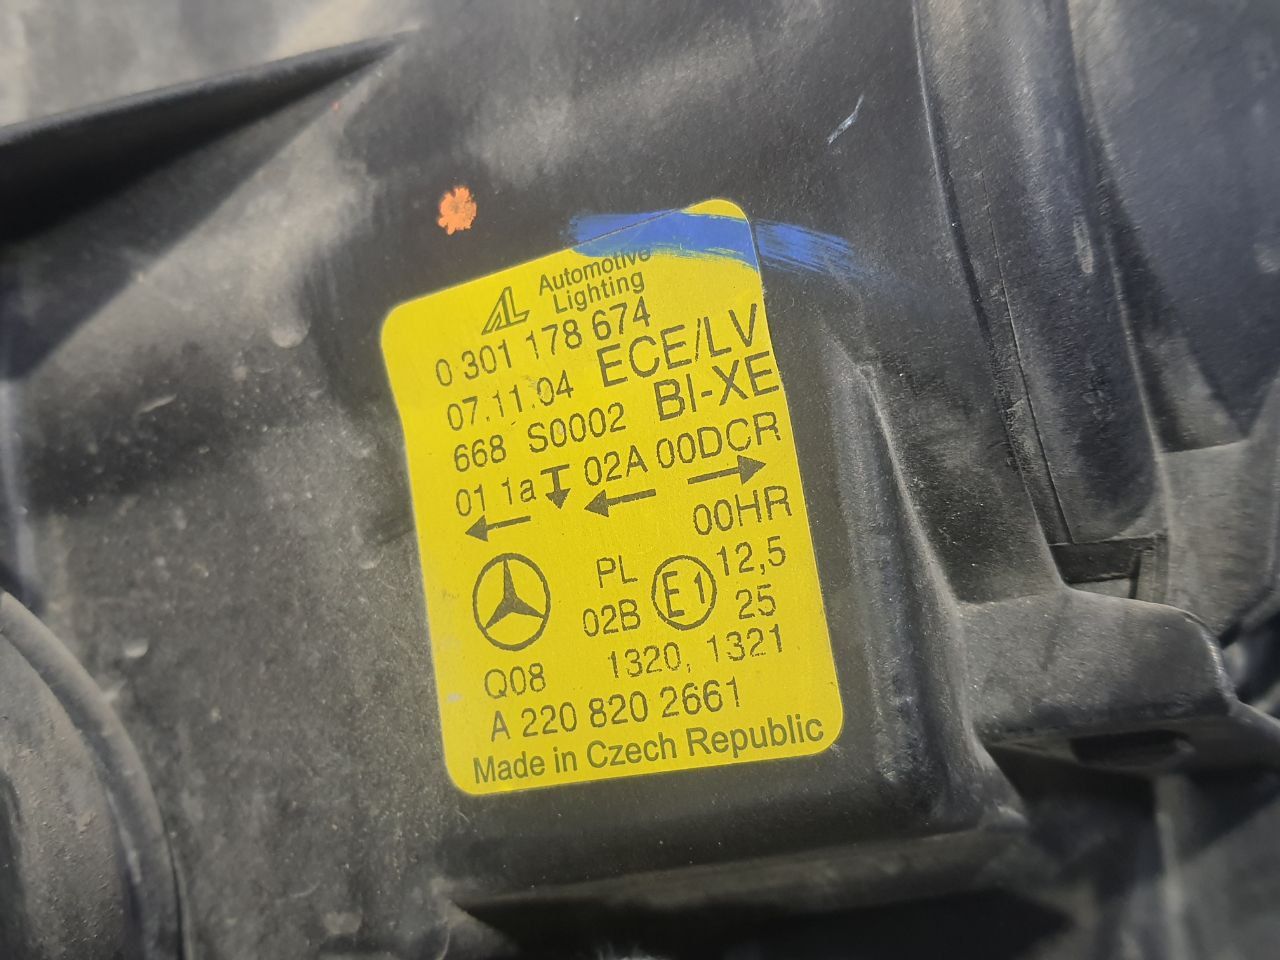 AL Automotive
Lighting
0 301 178 674
07.11.04 ECE/LV
668 S0002 BI-XE
01 1a 02A 00DCR
00HR
PL E1 12,5
02B 25
Q08 1320, 1321
A 220 820 2661
Made in Czech Republic